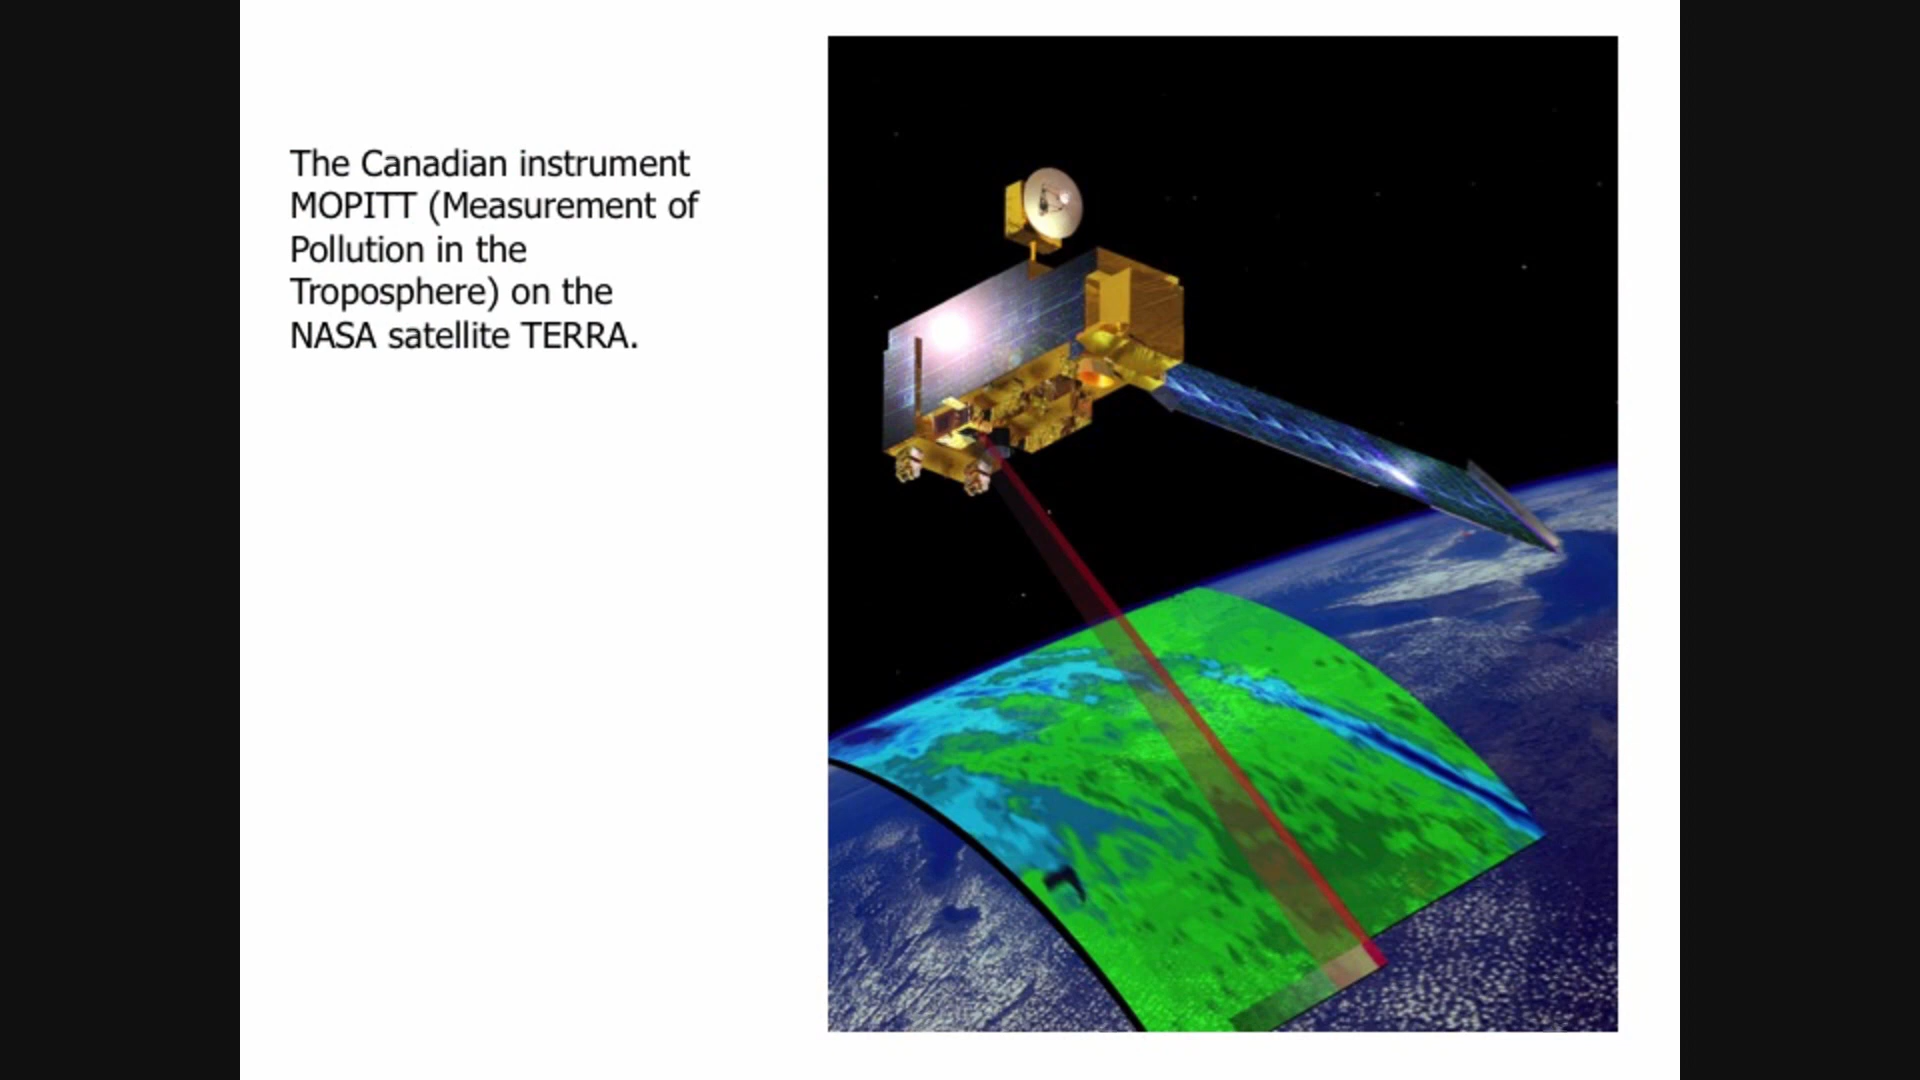 The Canadian instrument
MOPITT (Measurement of
Pollution in the
Troposphere) on the
NASA satellite TERRA.